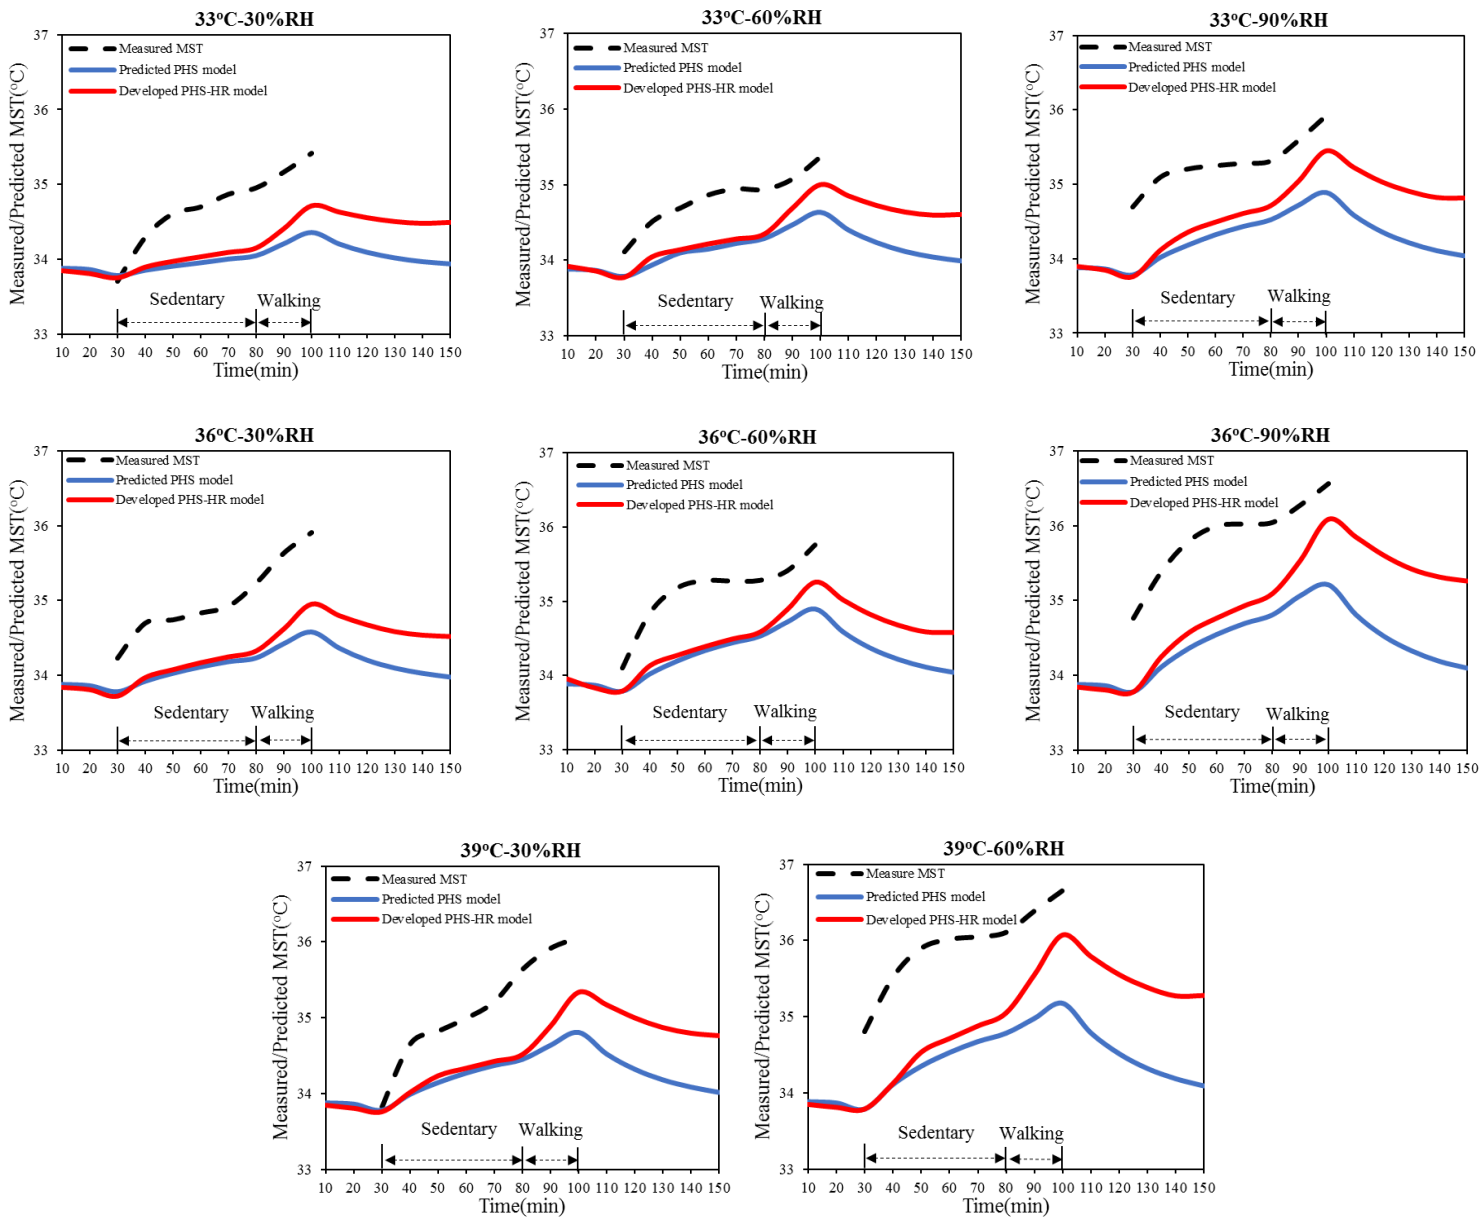 33°C-30%RH
Measured/Predicted MST(°C)
37
36
35
34
33
Measured MST
Predicted PHS model
Developed PHS-HR model
Sedentary
Walking
10 20 30 40 50 60 70 80 90 100 110 120 130 140 150
Time(min)
33°C-60%RH
Measured/Predicted MST(°C)
37
36
35
34
33
Measured MST
Predicted PHS model
Developed PHS-HR model
Sedentary
Walking
10 20 30 40 50 60 70 80 90 100 110 120 130 140 150
Time(min)
33°C-90%RH
Measured/Predicted MST(°C)
37
36
35
34
33
Measured MST
Predicted PHS model
Developed PHS-HR model
Sedentary
Walking
10 20 30 40 50 60 70 80 90 100 110 120 130 140 150
Time(min)
36°C-30%RH
Measured/Predicted MST(°C)
37
36
35
34
33
Measured MST
Predicted PHS model
Developed PHS-HR model
Sedentary
Walking
10 20 30 40 50 60 70 80 90 100 110 120 130 140 150
Time(min)
36°C-60%RH
Measured/Predicted MST(°C)
37
36
35
34
33
Measured MST
Predicted PHS model
Developed PHS-HR model
Sedentary
Walking
10 20 30 40 50 60 70 80 90 100 110 120 130 140 150
Time(min)
36°C-90%RH
Measured/Predicted MST(°C)
37
36
35
34
33
Measured MST
Predicted PHS model
Developed PHS-HR model
Sedentary
Walking
10 20 30 40 50 60 70 80 90 100 110 120 130 140 150
Time(min)
39°C-30%RH
Measured/Predicted MST(°C)
37
36
35
34
33
Measured MST
Predicted PHS model
Developed PHS-HR model
Sedentary
Walking
10 20 30 40 50 60 70 80 90 100 110 120 130 140 150
Time(min)
39°C-60%RH
Measured/Predicted MST(°C)
37
36
35
34
33
Measure MST
Predicted PHS model
Developed PHS-HR model
Sedentary
Walking
10 20 30 40 50 60 70 80 90 100 110 120 130 140 150
Time(min)